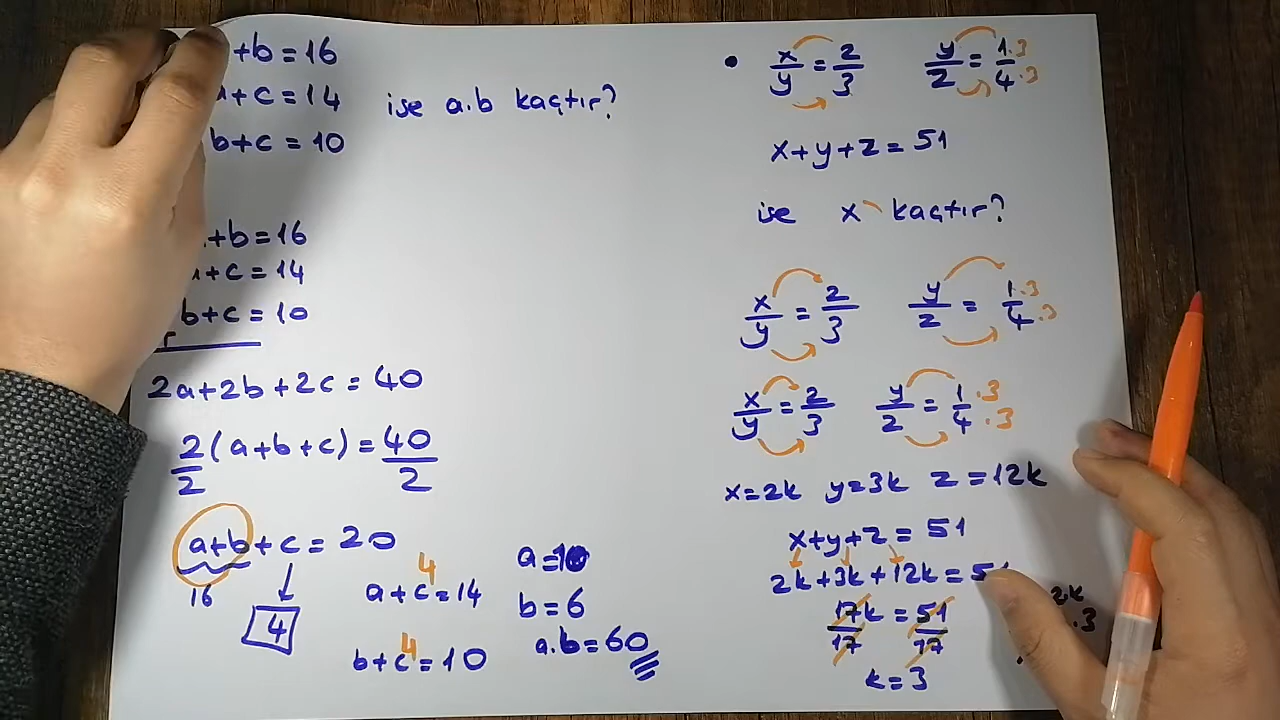 +b = 16
+ c = 14
b + c = 10
ise a.b kaçtır?
+b = 16
+ c = 14
b + c = 10
2a + 2b + 2c = 40
2/2 (a + b + c) = 40/2
a+b + c = 20
16
4
4
a + c = 14
4
b + c = 10
a = 10
b = 6
a.b = 60
• x/y = 2/3 y/z = 1.3/4.3
x + y + z = 51
ise x kaçtır?
x/y = 2/3 y/z = 1.3/4.3
x/y = 2/3 y/z = 1.3/4.3
x = 2k y = 3k z = 12k
x + y + z = 51
2k + 3k + 12k = 51
17k/17 = 51/17
k = 3
2k
.3